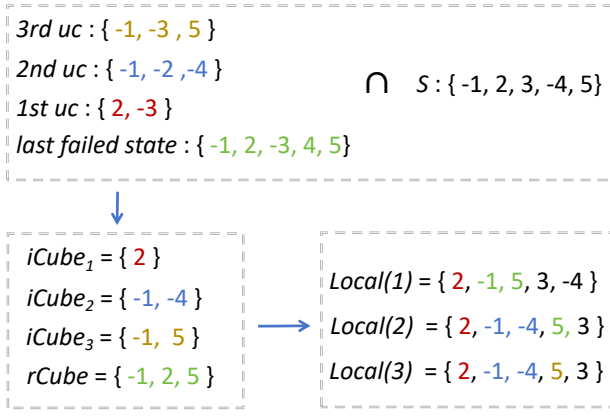 3rd uc : { -1, -3 , 5 }
2nd uc : { -1, -2 ,-4 }
∩ S : { -1, 2, 3, -4, 5}
1st uc : { 2, -3 }
last failed state : { -1, 2, -3, 4, 5}
iCube1 = { 2 }
iCube2 = { -1, -4 }
iCube3 = { -1, 5 }
rCube = { -1, 2, 5 }
Local(1) = { 2, -1, 5, 3, -4 }
Local(2) = { 2, -1, -4, 5, 3 }
Local(3) = { 2, -1, -4, 5, 3 }